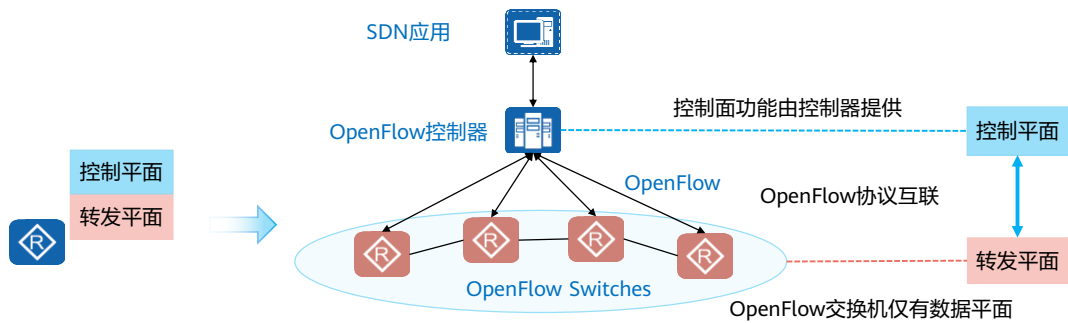 SDN应用
OpenFlow控制器
控制面功能由控制器提供
控制平面
控制平面
转发平面
R
OpenFlow
OpenFlow协议互联
R
R
R
R
转发平面
OpenFlow Switches
OpenFlow交换机仅有数据平面